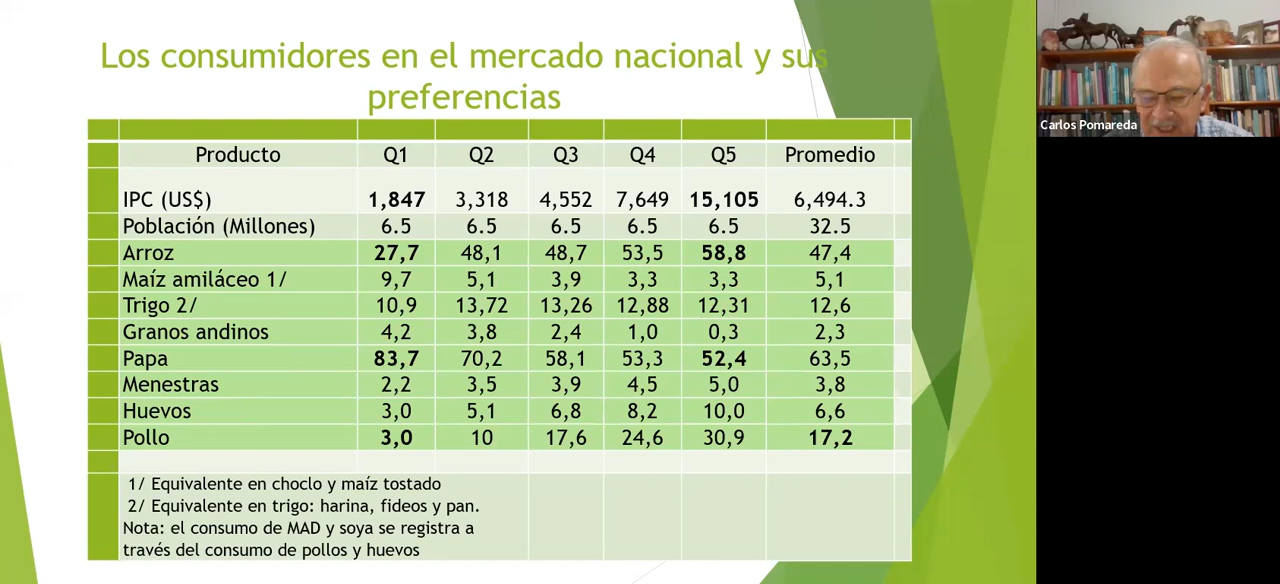 Los consumidores en el mercado nacional y sus
preferencias
Producto Q1 Q2 Q3 Q4 Q5 Promedio
IPC (US$) 1,847 3,318 4,552 7,649 15,105 6,494.3
Población (Millones) 6.5 6.5 6.5 6.5 6.5 32.5
Arroz 27,7 48,1 48,7 53,5 58,8 47,4
Maíz amiláceo 1/ 9,7 5,1 3,9 3,3 3,3 5,1
Trigo 2/ 10,9 13,72 13,26 12,88 12,31 12,6
Granos andinos 4,2 3,8 2,4 1,0 0,3 2,3
Papa 83,7 70,2 58,1 53,3 52,4 63,5
Menestras 2,2 3,5 3,9 4,5 5,0 3,8
Huevos 3,0 5,1 6,8 8,2 10,0 6,6
Pollo 3,0 10 17,6 24,6 30,9 17,2
1/ Equivalente en choclo y maíz tostado
2/ Equivalente en trigo: harina, fideos y pan.
Nota: el consumo de MAD y soya se registra a
través del consumo de pollos y huevos
Carlos Pomareda